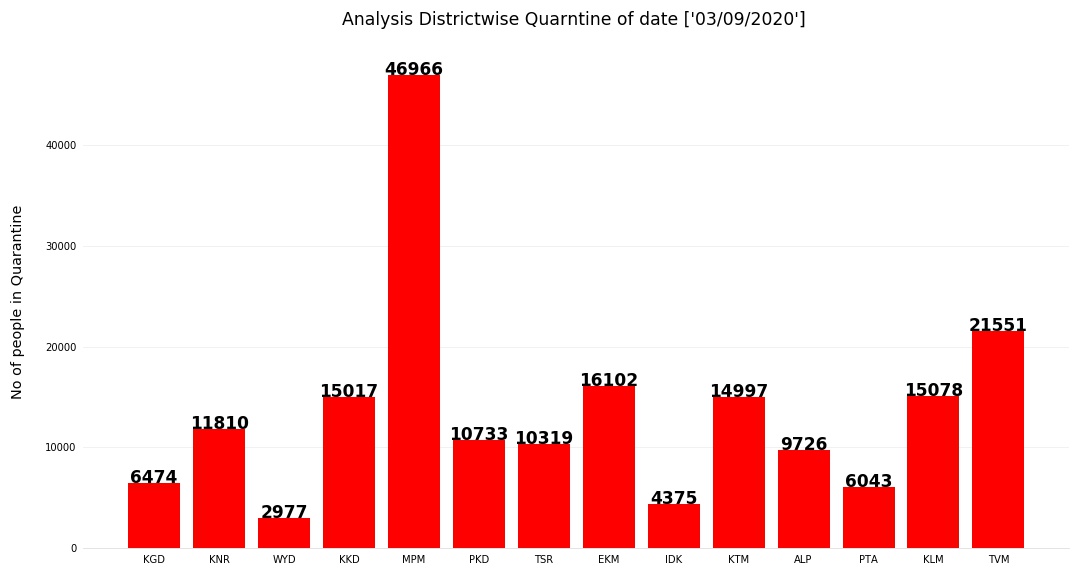 Analysis Districtwise Quarntine of date ['03/09/2020']
No of people in Quarantine
40000
30000
20000
10000
0
6474
11810
2977
15017
46966
10733
10319
16102
4375
14997
9726
6043
15078
21551
KGD
KNR
WYD
KKD
MPM
PKD
TSR
EKM
IDK
KTM
ALP
PTA
KLM
TVM